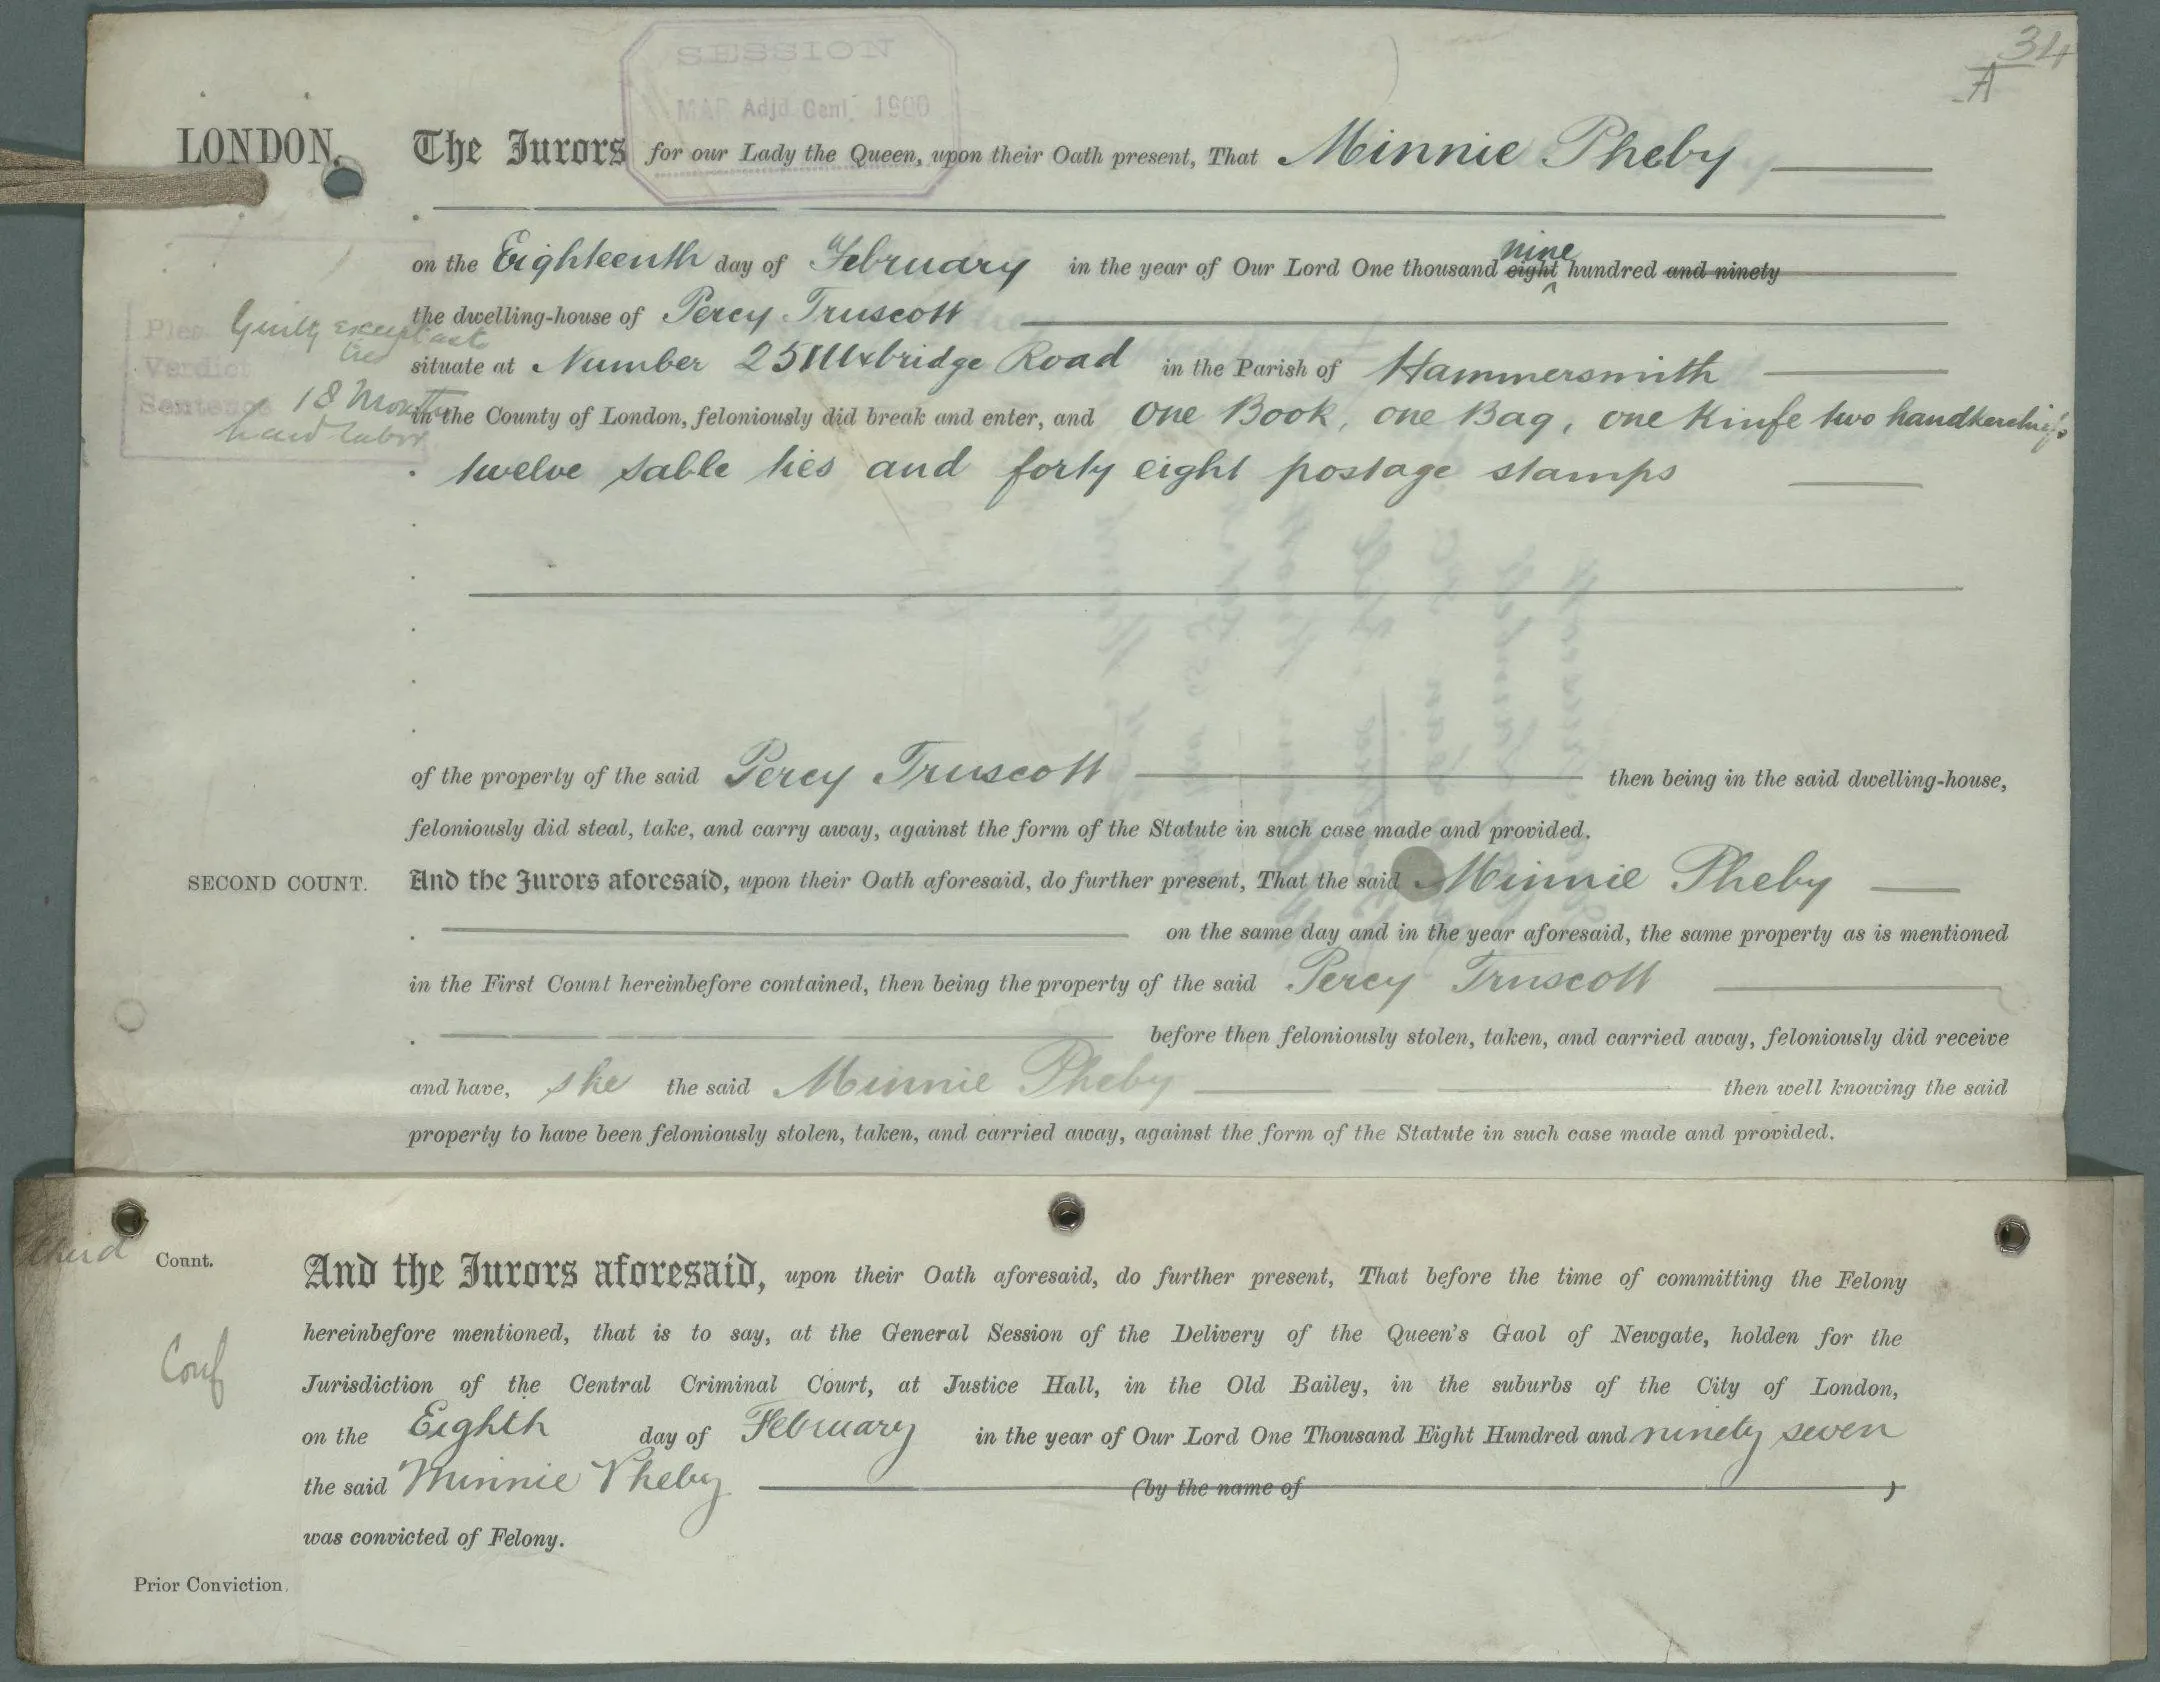 34
A
SESSION
MAR Adjd Genl. 1900
LONDON. The Jurors for our Lady the Queen, upon their Oath present, That Minnie Pheby
on the Eighteenth day of February in the year of Our Lord One thousand eight nine hundred and ninety
the dwelling-house of Percy Truscott
Plea Guilty except as to
situate at Number 251 Uxbridge Road in the Parish of Hammersmith
Verdict
Sentence 18 Months
in the County of London, feloniously did break and enter, and one Book, one Bag, one Kinfe two handkerchiefs
hard labor
twelve table ties and forty eight postage stamps
of the property of the said Percy Truscott then being in the said dwelling-house,
feloniously did steal, take, and carry away, against the form of the Statute in such case made and provided.
SECOND COUNT. And the Jurors aforesaid, upon their Oath aforesaid, do further present, That the said Minnie Pheby
on the same day and in the year aforesaid, the same property as is mentioned
in the First Count hereinbefore contained, then being the property of the said Percy Truscott
before then feloniously stolen, taken, and carried away, feloniously did receive
and have, she the said Minnie Pheby then well knowing the said
property to have been feloniously stolen, taken, and carried away, against the form of the Statute in such case made and provided.
Third Count. And the Jurors aforesaid, upon their Oath aforesaid, do further present, That before the time of committing the Felony
hereinbefore mentioned, that is to say, at the General Session of the Delivery of the Queen's Gaol of Newgate, holden for the
Conf
Jurisdiction of the Central Criminal Court, at Justice Hall, in the Old Bailey, in the suburbs of the City of London,
on the Eighth day of February in the year of Our Lord One Thousand Eight Hundred and ninety seven
the said Minnie Pheby (by the name of )
was convicted of Felony.
Prior Conviction.